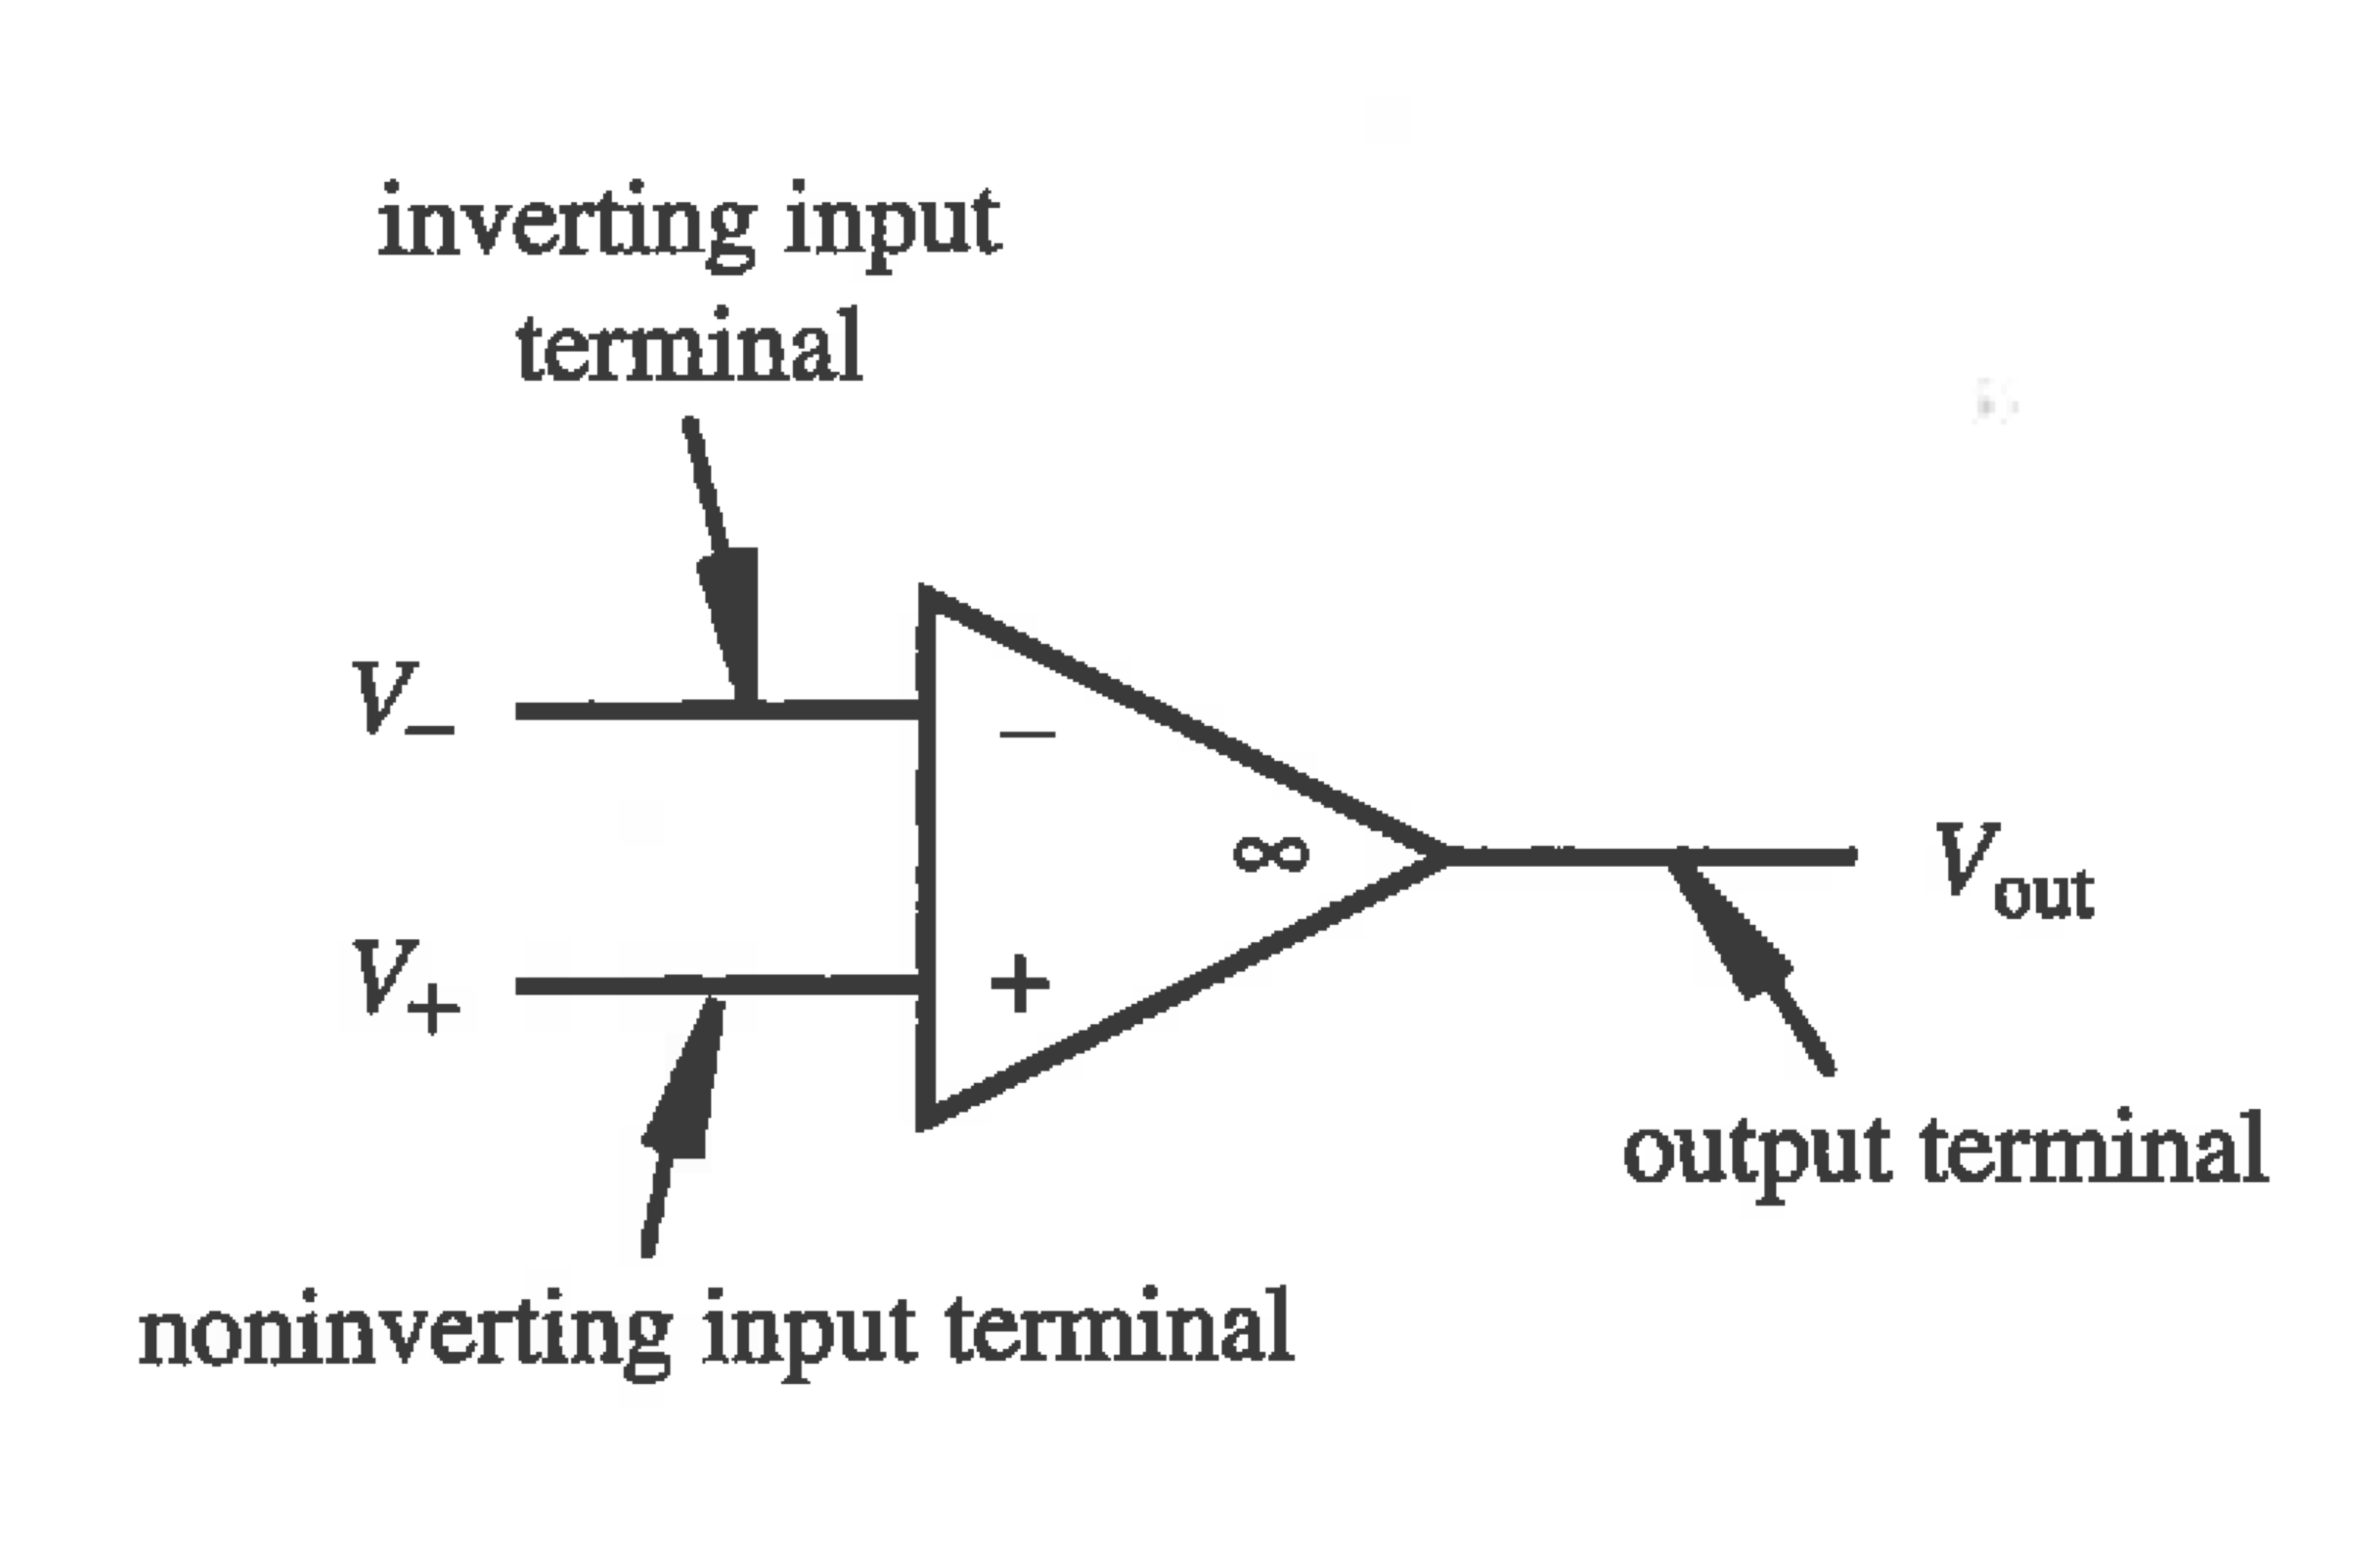 inverting input
terminal
V−
−
∞
Vout
V+
+
output terminal
noninverting input terminal